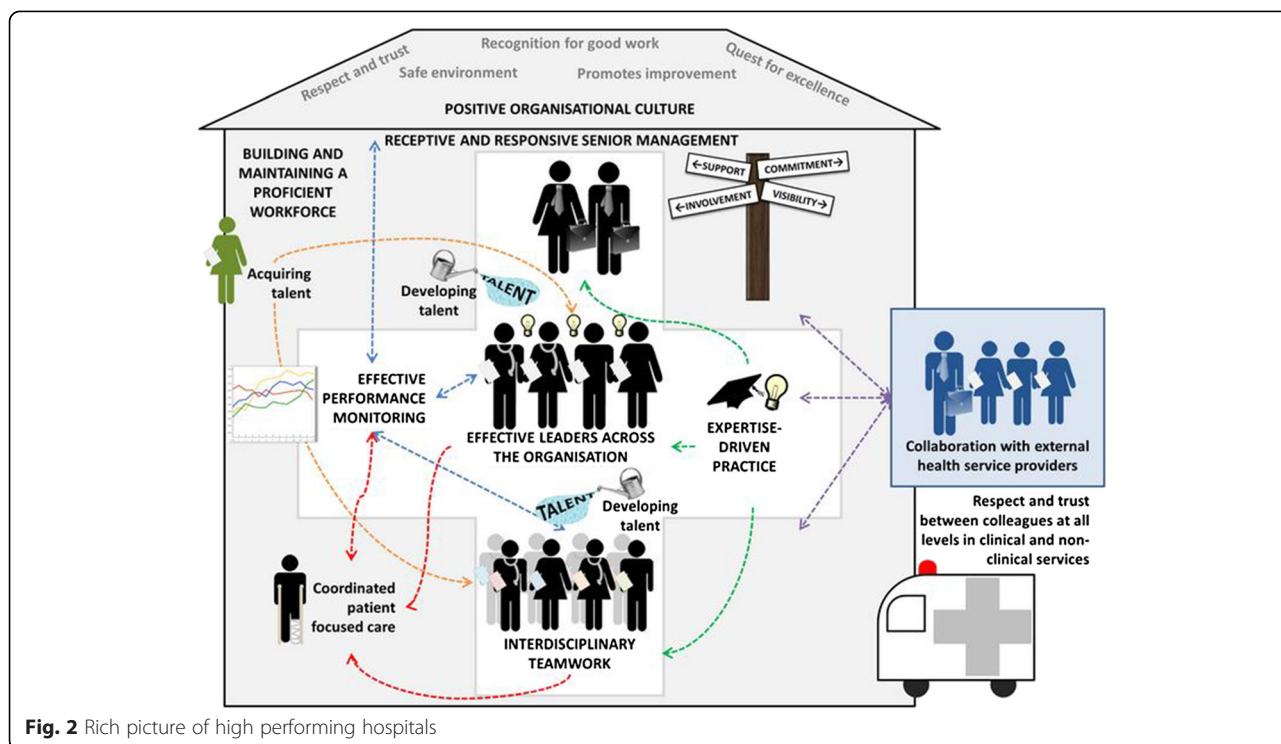 Recognition for good work
Respect and trust
Quest for excellence
Safe environment
Promotes improvement
POSITIVE ORGANISATIONAL CULTURE
RECEPTIVE AND RESPONSIVE SENIOR MANAGEMENT
BUILDING AND
MAINTAINING A
PROFICIENT
WORKFORCE
←SUPPORT
COMMITMENT→
←INVOLVEMENT
VISIBILITY→
Acquiring
talent
Developing
talent
TALENT
EFFECTIVE
PERFORMANCE
MONITORING
EFFECTIVE LEADERS ACROSS
THE ORGANISATION
EXPERTISE-
DRIVEN
PRACTICE
Collaboration with external
health service providers
Respect and trust
between colleagues at all
levels in clinical and non-
clinical services
TALENT
Developing
talent
Coordinated
patient
focused care
INTERDISCIPLINARY
TEAMWORK
Fig. 2 Rich picture of high performing hospitals